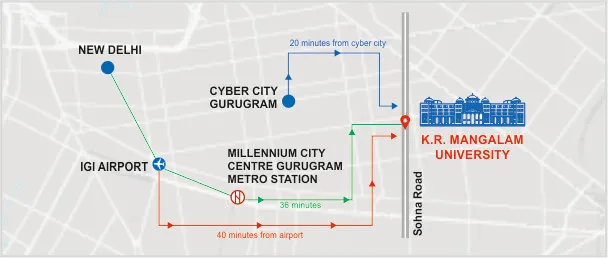 20 minutes from cyber city
NEW DELHI
CYBER CITY
GURUGRAM
K.R. MANGALAM
UNIVERSITY
IGI AIRPORT
MILLENNIUM CITY
CENTRE GURUGRAM
METRO STATION
36 minutes
40 minutes from airport
Sohna Road